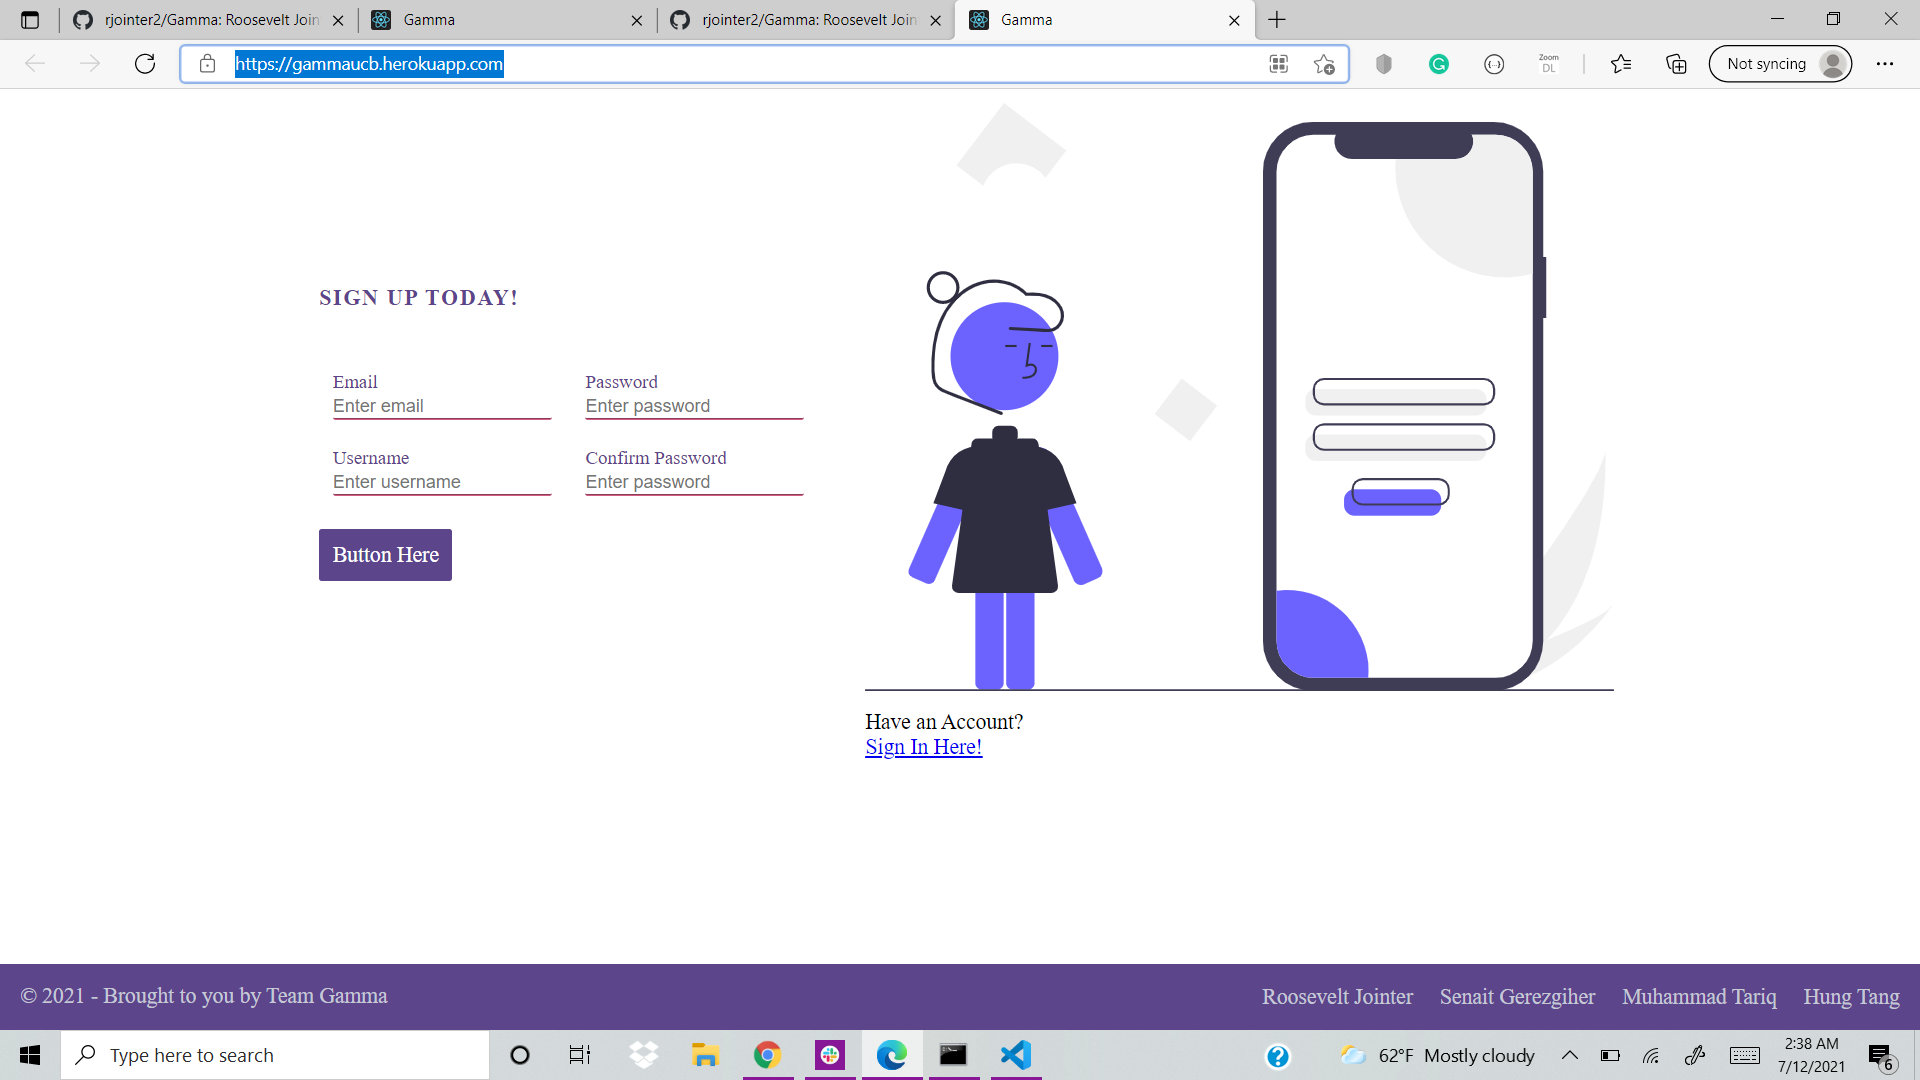 rjointer2/Gamma: Roosevelt Join
Gamma
rjointer2/Gamma: Roosevelt Join
Gamma
https://gammaucb.herokuapp.com
Zoom
DL
Not syncing
SIGN UP TODAY!
Email
Password
Enter email
Enter password
Username
Confirm Password
Enter username
Enter password
Button Here
Have an Account?
Sign In Here!
© 2021 - Brought to you by Team Gamma
Roosevelt Jointer Senait Gerezgiher Muhammad Tariq Hung Tang
Type here to search
62°F Mostly cloudy
2:38 AM
7/12/2021
6